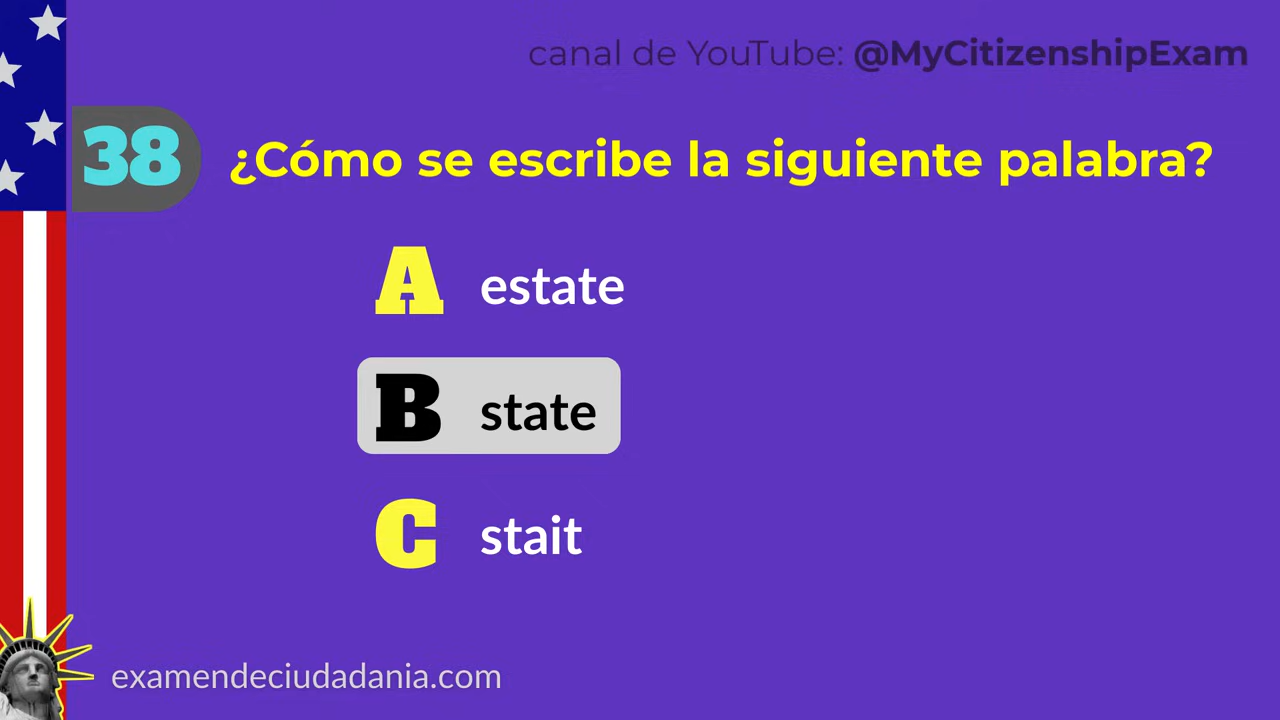 canal de YouTube: @MyCitizenshipExam
38 ¿Cómo se escribe la siguiente palabra?
A estate
B state
C stait
examendeciudadania.com